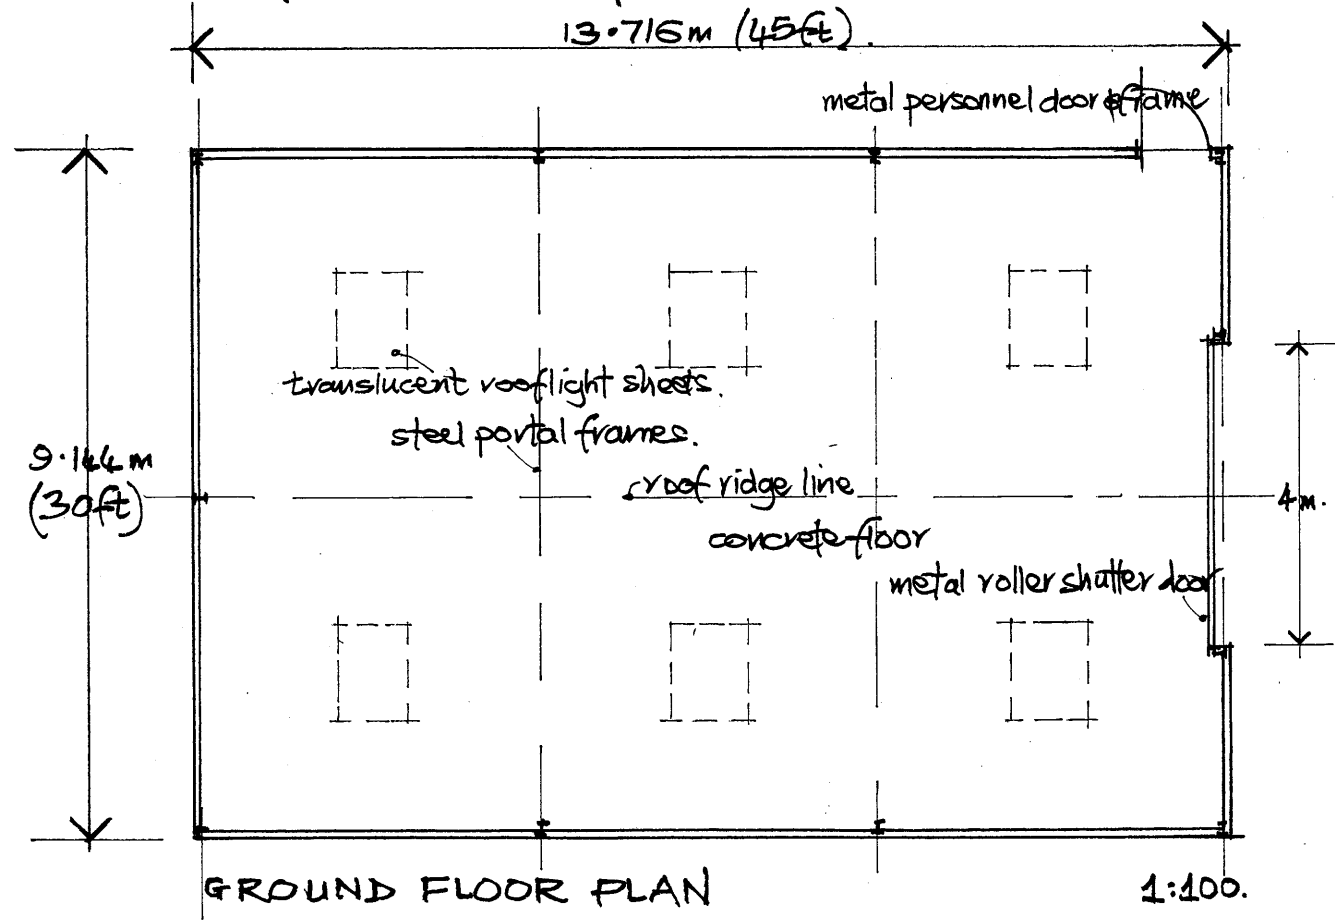 13.716m (45ft).
metal personnel door & frame
translucent rooflight sheets.
steel portal frames.
9.144m
(30ft)
roof ridge line
4m.
concrete floor
metal roller shutter door
GROUND FLOOR PLAN
1:100.